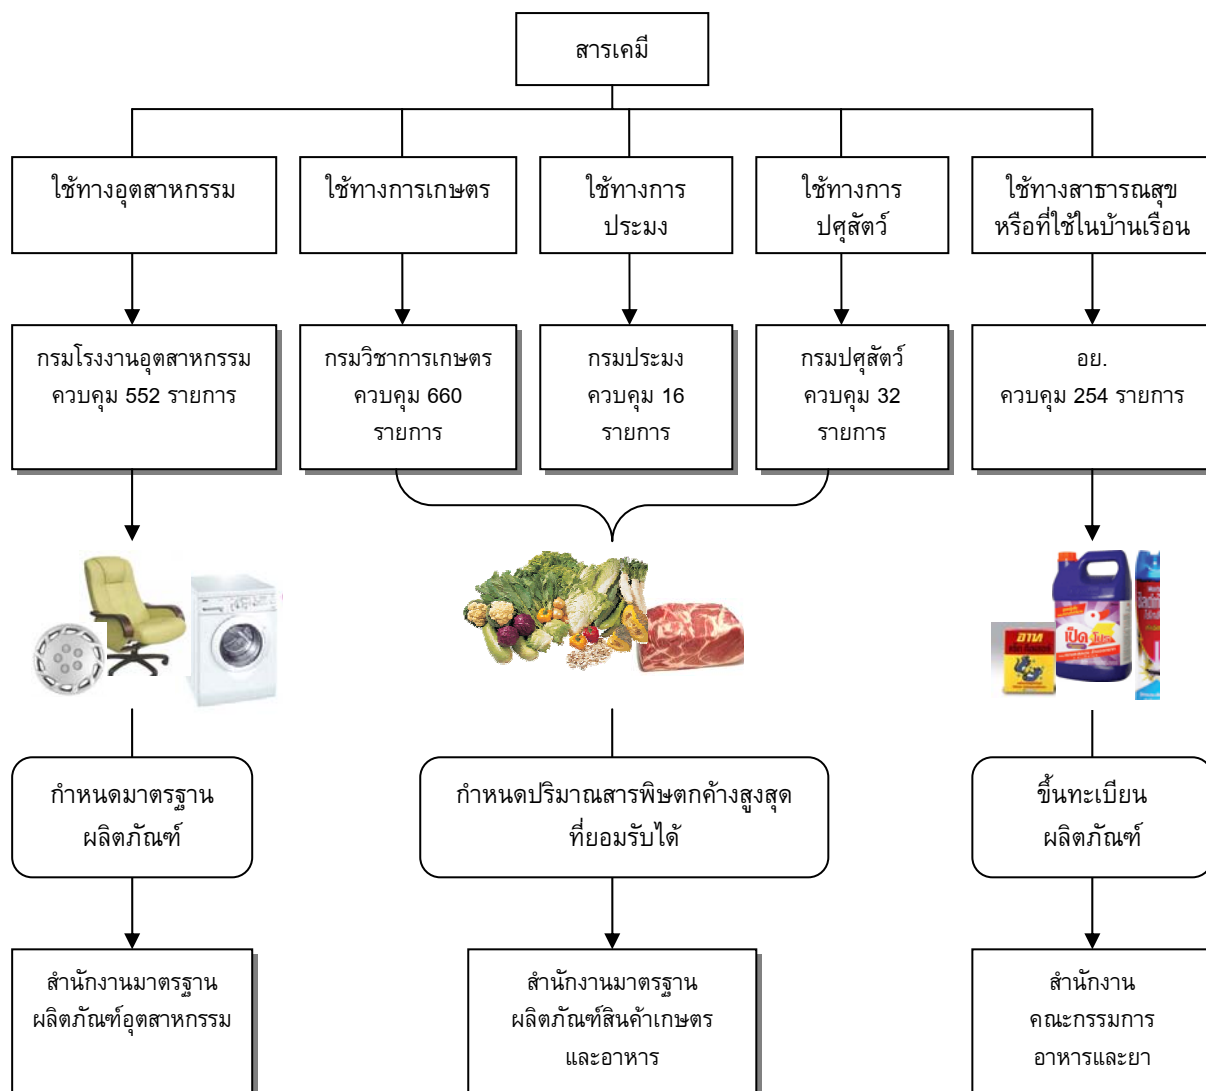 สารเคมี
ใช้ทางอุตสาหกรรม
ใช้ทางการเกษตร
ใช้ทางการ
ประมง
ใช้ทางการ
ปศุสัตว์
ใช้ทางสาธารณสุข
หรือที่ใช้ในบ้านเรือน
กรมโรงงานอุตสาหกรรม
ควบคุม 552 รายการ
กรมวิชาการเกษตร
ควบคุม 660
รายการ
กรมประมง
ควบคุม 16
รายการ
กรมปศุสัตว์
ควบคุม 32
รายการ
อย.
ควบคุม 254 รายการ
อาท
เป็ด
โปร
กำหนดมาตรฐาน
ผลิตภัณฑ์
กำหนดปริมาณสารพิษตกค้างสูงสุด
ที่ยอมรับได้
ขึ้นทะเบียน
ผลิตภัณฑ์
สำนักงานมาตรฐาน
ผลิตภัณฑ์อุตสาหกรรม
สำนักงานมาตรฐาน
ผลิตภัณฑ์สินค้าเกษตร
และอาหาร
สำนักงาน
คณะกรรมการ
อาหารและยา